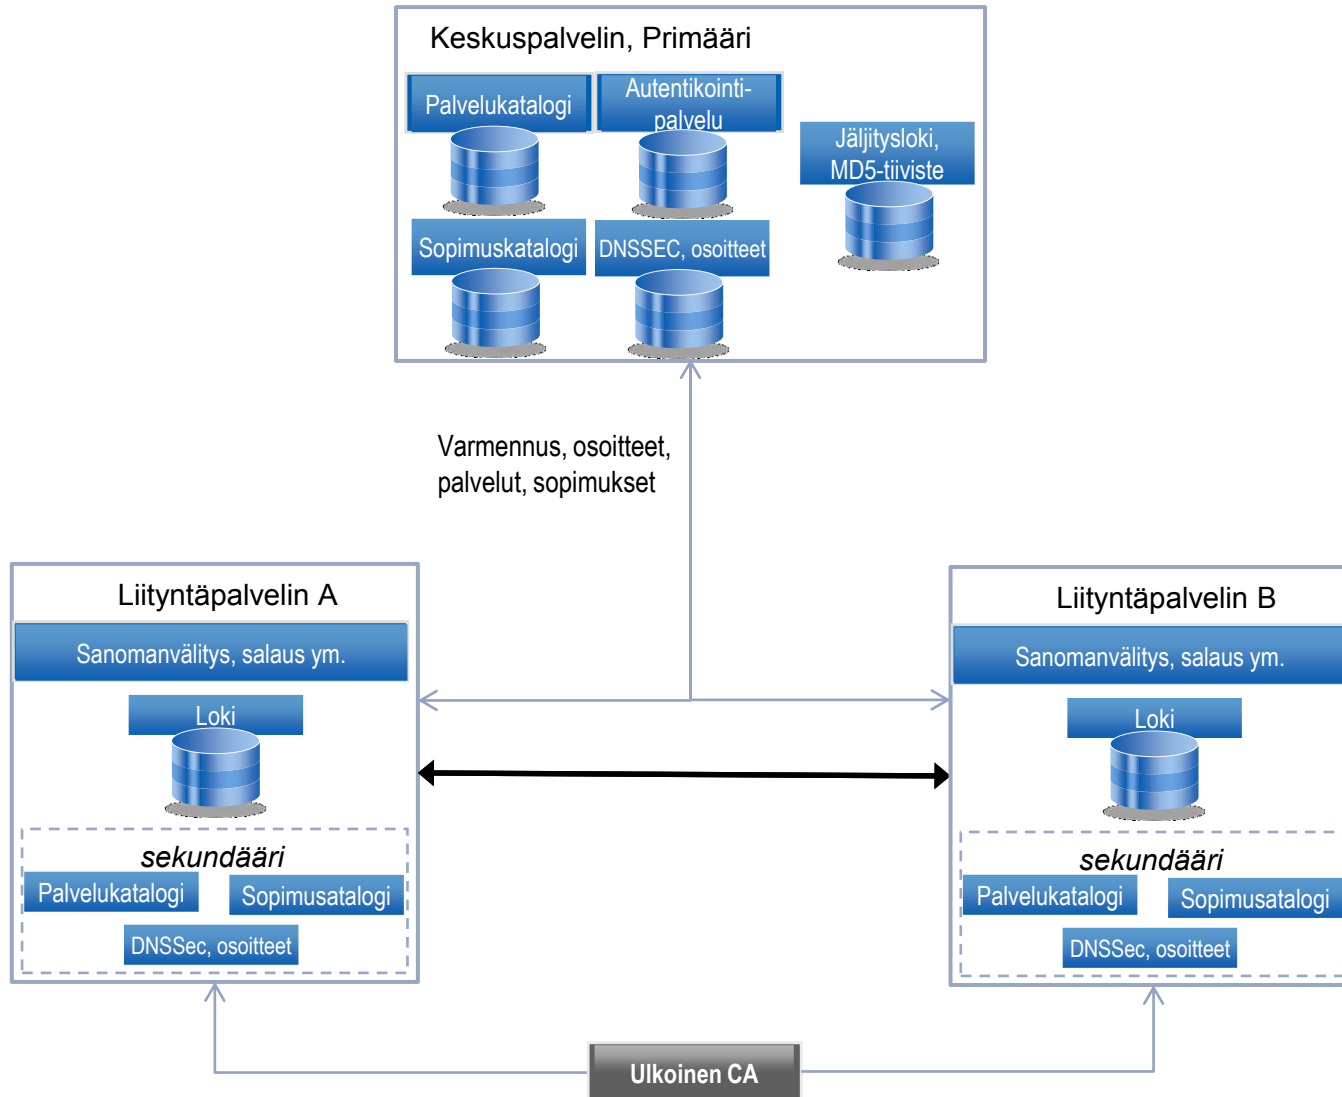 Keskuspalvelin, Primääri
Palvelukatalogi
Autentikointi-
palvelu
Jäljitysloki,
MD5-tiiviste
Sopimuskatalogi
DNSSEC, osoitteet
Varmennus, osoitteet,
palvelut, sopimukset
Liityntäpalvelin A
Sanomanvälitys, salaus ym.
Loki
sekundääri
Palvelukatalogi
Sopimusatalogi
DNSSec, osoitteet
Liityntäpalvelin B
Sanomanvälitys, salaus ym.
Loki
sekundääri
Palvelukatalogi
Sopimusatalogi
DNSSec, osoitteet
Ulkoinen CA